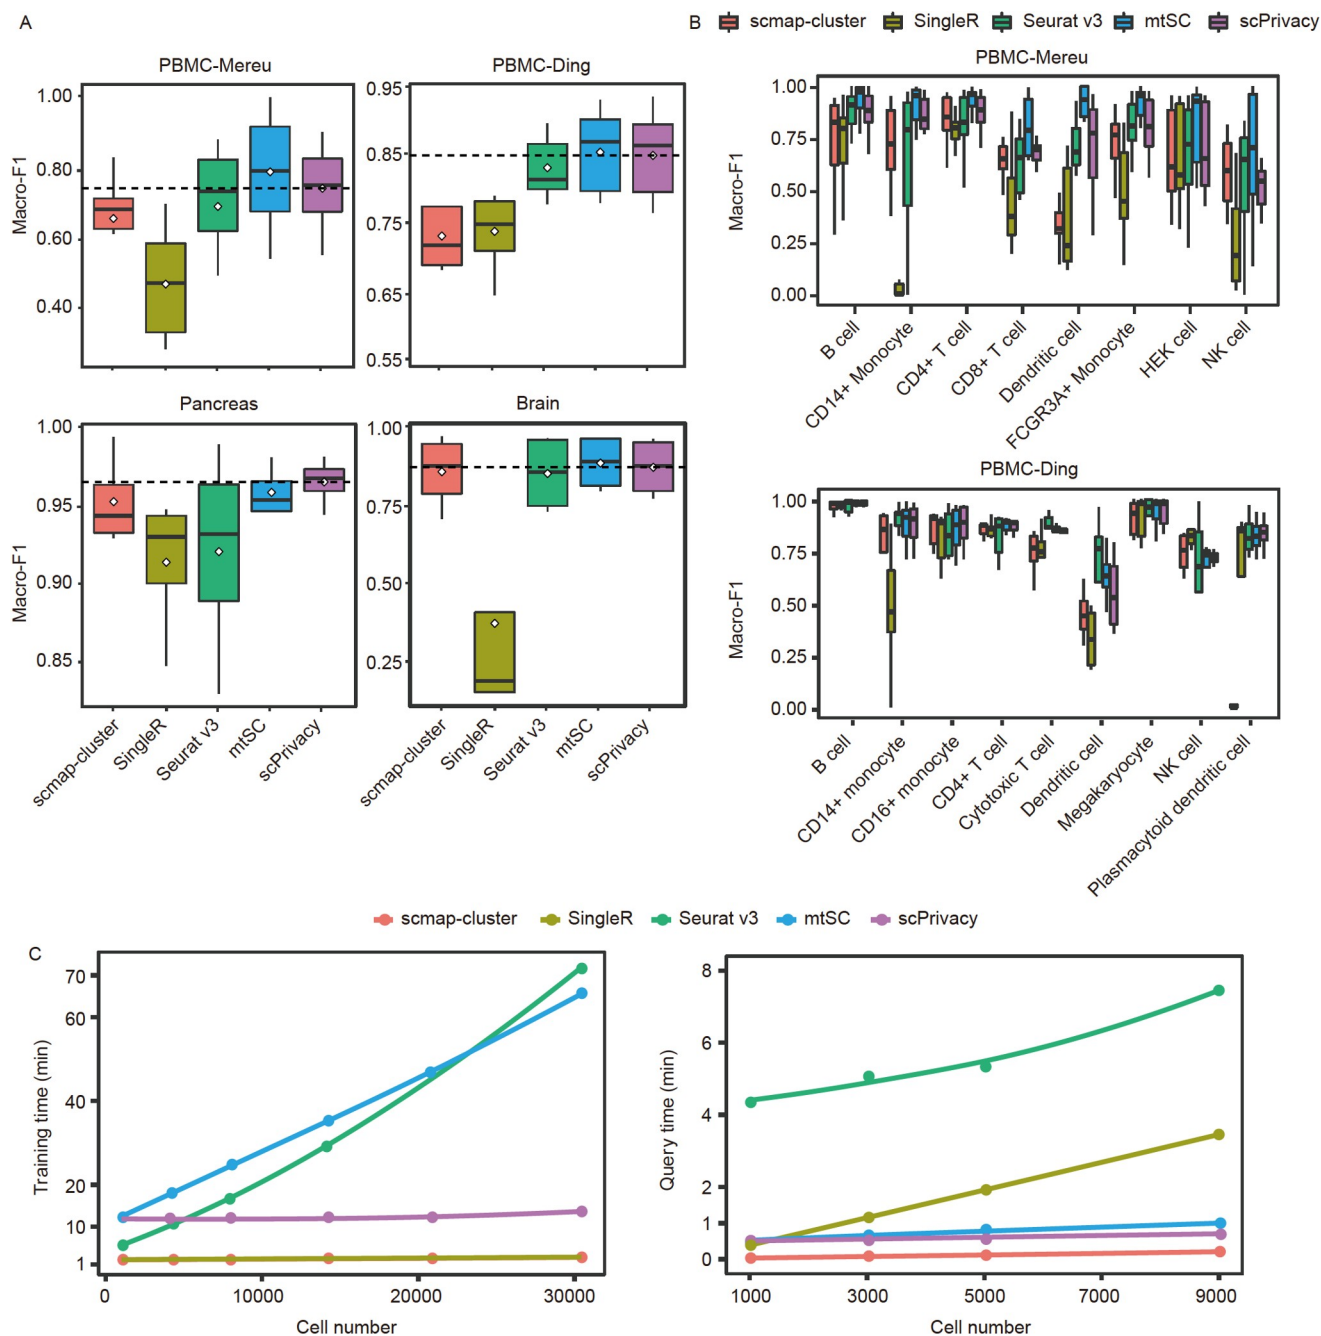 A
PBMC-Mereu
PBMC-Ding
Macro-F1
1.00
0.80
0.60
0.40
0.95
0.85
0.75
0.65
0.55
Pancreas
Brain
Macro-F1
1.00
0.95
0.90
0.85
1.00
0.75
0.50
0.25
scmap-cluster
SingleR
Seurat v3
mtSC
scPrivacy
scmap-cluster
SingleR
Seurat v3
mtSC
scPrivacy
B
scmap-cluster SingleR Seurat v3 mtSC scPrivacy
PBMC-Mereu
Macro-F1
1.00
0.75
0.50
0.25
0.00
B cell
CD14+ Monocyte
CD4+ T cell
CD8+ T cell
Dendritic cell
FCGR3A+ Monocyte
HEK cell
NK cell
PBMC-Ding
Macro-F1
1.00
0.75
0.50
0.25
0.00
B cell
CD14+ monocyte
CD16+ monocyte
CD4+ T cell
Cytotoxic T cell
Dendritic cell
Megakaryocyte
NK cell
Plasmacytoid dendritic cell
scmap-cluster SingleR Seurat v3 mtSC scPrivacy
C
Training time (min)
70
60
40
20
10
1
0 10000 20000 30000
Cell number
Query time (min)
8
6
4
2
1
0
1000 3000 5000 7000 9000
Cell number